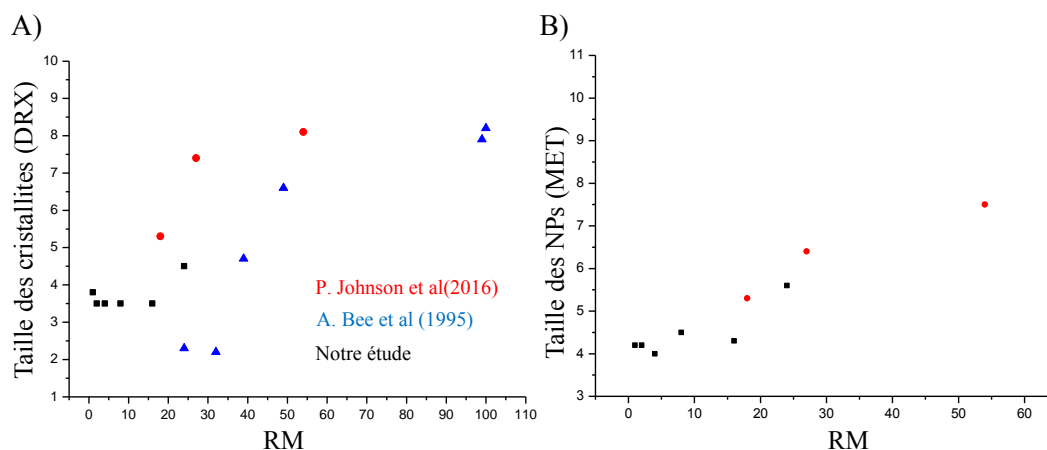 A)
Taille des cristallites (DRX)
10
9
8
7
6
5
4
3
2
1
0 10 20 30 40 50 60 70 80 90 100 110
RM
P. Johnson et al(2016)
A. Bee et al (1995)
Notre étude
B)
Taille des NPs (MET)
11
10
9
8
7
6
5
4
3
0 10 20 30 40 50 60
RM